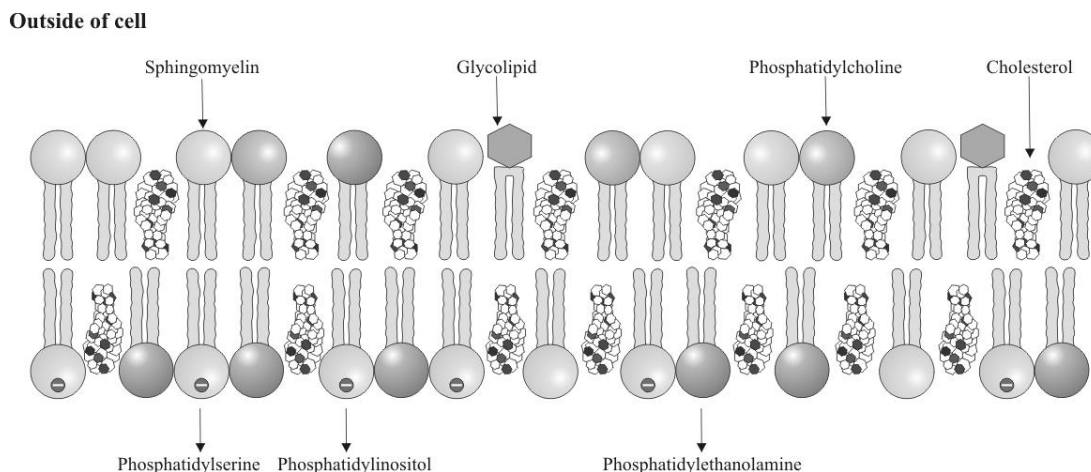 Outside of cell
Sphingomyelin Glycolipid Phosphatidylcholine Cholesterol
Phosphatidylserine Phosphatidylinositol Phosphatidylethanolamine